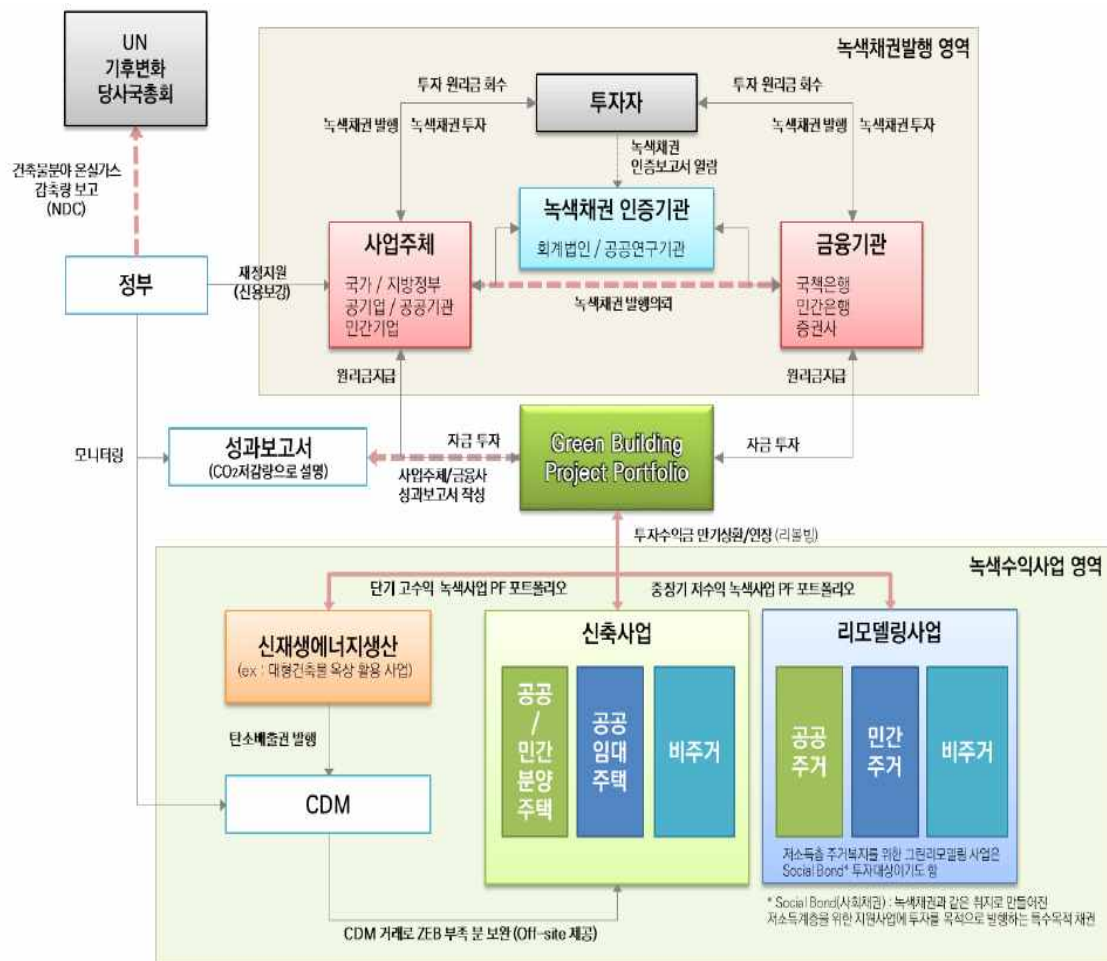 녹색채권발행 영역
UN
기후변화
당사국총회
투자 원리금 회수
투자자
투자 원리금 회수
녹색채권 발행
녹색채권 투자
녹색채권 발행
녹색채권 투자
녹색채권
인증보고서 열람
건축물분야 온실가스
감축량 보고
(NDC)
녹색채권 인증기관
회계법인 / 공공연구기관
사업주체
국가 / 지방정부
공기업 / 공공기관
민간기업
금융기관
국책은행
민간은행
증권사
정부
재정지원
(신용보강)
녹색채권 발행의뢰
원리금지급
원리금지급
모니터링
성과보고서
(CO2저감량으로 설명)
자금 투자
사업주체/금융사
성과보고서 작성
Green Building
Project Portfolio
자금 투자
투자수익금 만기상환/연장 (리볼빙)
녹색수익사업 영역
단기 고수익 녹색사업 PF 포트폴리오
중장기 저수익 녹색사업 PF 포트폴리오
신재생에너지생산
(ex : 대형건축물 옥상 활용 사업)
탄소배출권 발행
CDM
신축사업
공공
/
민간
분양
주택
공공
임대
주택
비주거
리모델링사업
공공
주거
민간
주거
비주거
저소득층 주거복지를 위한 그린리모델링 사업은
Social Bond* 투자대상이기도 함
* Social Bond(사회채권) : 녹색채권과 같은 취지로 만들어진
저소득계층을 위한 지원사업에 투자를 목적으로 발행하는 특수목적 채권
CDM 거래로 ZEB 부족 분 보완 (Off-site 제공)